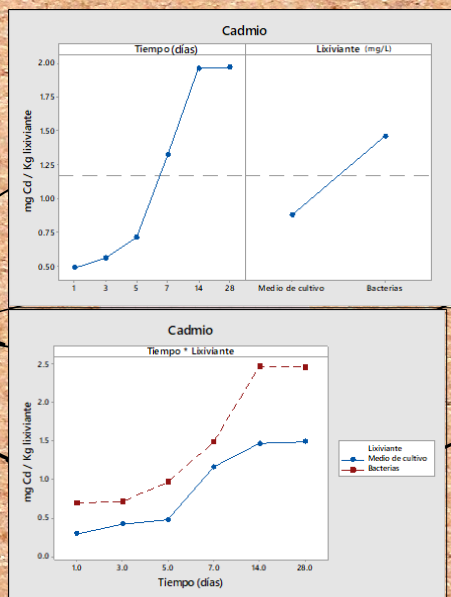 Cadmio
Tiempo (días) Lixiviante (mg/L)
mg Cd / Kg lixiviante
2.00
1.75
1.50
1.25
1.00
0.75
0.50
1 3 5 7 14 28 Medio de cultivo Bacterias
Cadmio
Tiempo * Lixiviante
mg Cd / Kg lixiviante
2.5
2.0
1.5
1.0
0.5
0.0
1.0 3.0 5.0 7.0 14.0 28.0
Tiempo (días)
Lixiviante
Medio de cultivo
Bacterias